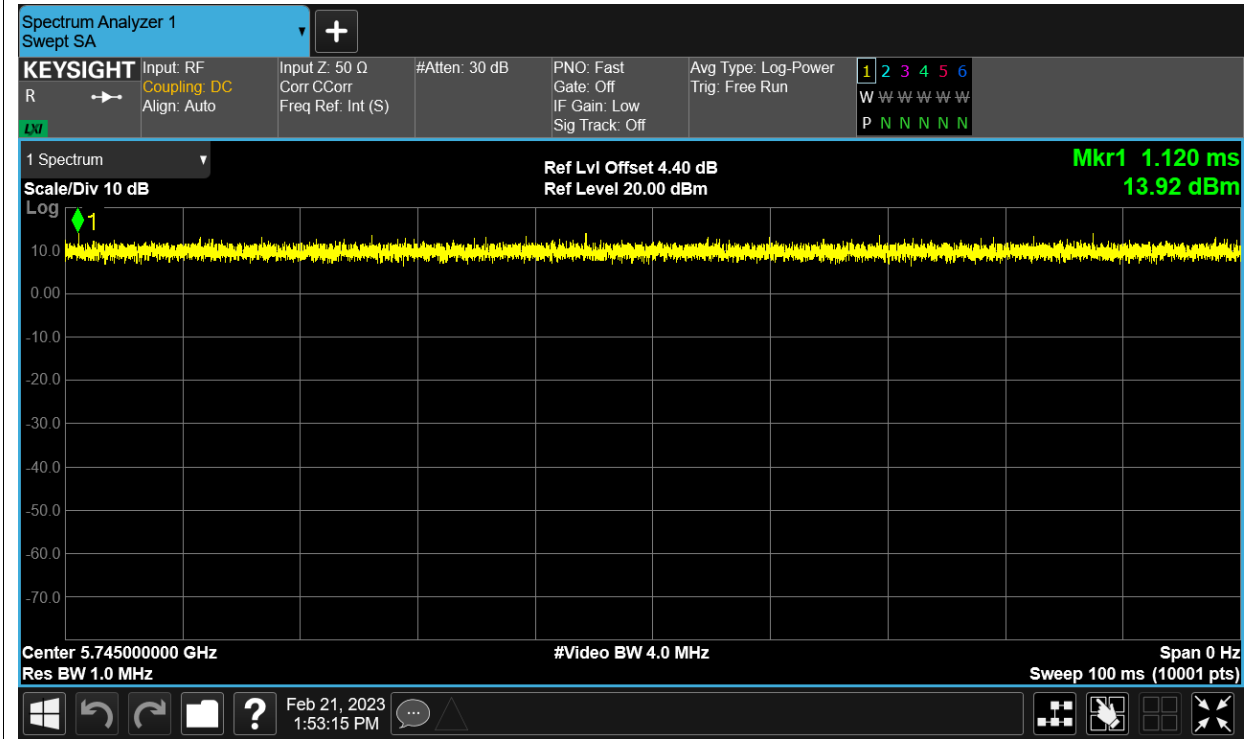 Spectrum Analyzer 1
Swept SA
+
KEYSIGHT
R
LXI
Input: RF
Coupling: DC
Align: Auto
Input Z: 50 Ω
Corr CCorr
Freq Ref: Int (S)
#Atten: 30 dB
PNO: Fast
Gate: Off
IF Gain: Low
Sig Track: Off
Avg Type: Log-Power
Trig: Free Run
1 2 3 4 5 6
W W W W W W
P N N N N N
1 Spectrum
Scale/Div 10 dB
Ref Lvl Offset 4.40 dB
Ref Level 20.00 dBm
Mkr1 1.120 ms
13.92 dBm
Log
1
10.0
0.00
-10.0
-20.0
-30.0
-40.0
-50.0
-60.0
-70.0
Center 5.745000000 GHz
Res BW 1.0 MHz
#Video BW 4.0 MHz
Span 0 Hz
Sweep 100 ms (10001 pts)
?
Feb 21, 2023
1:53:15 PM